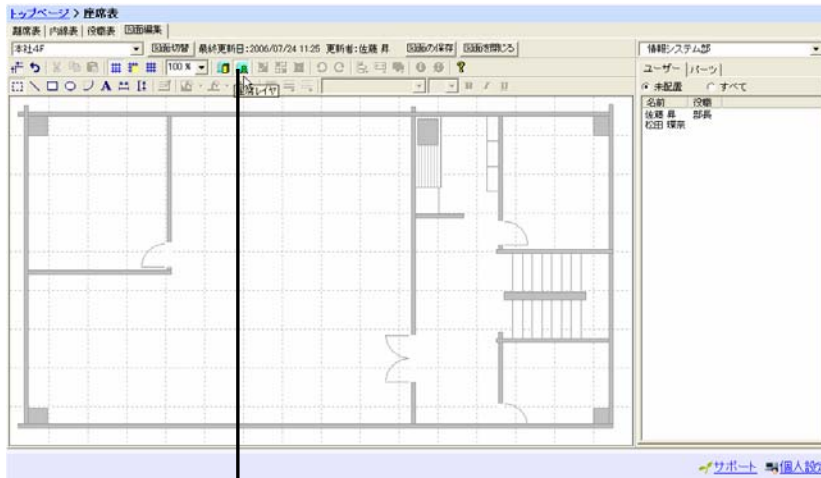 トップページ > 座席表
離席表 | 内線表 | 役職表 | 図面編集
本社4F 図面切替 最終更新日:2006/07/24 11:25 更新者:佐藤 昇 図面の保存 図面を閉じる
100 %
座席レイヤ
情報システム部
ユーザー パーツ
未配置 すべて
名前 役職
佐藤 昇 部長
松田 環奈
サポート 個人設定